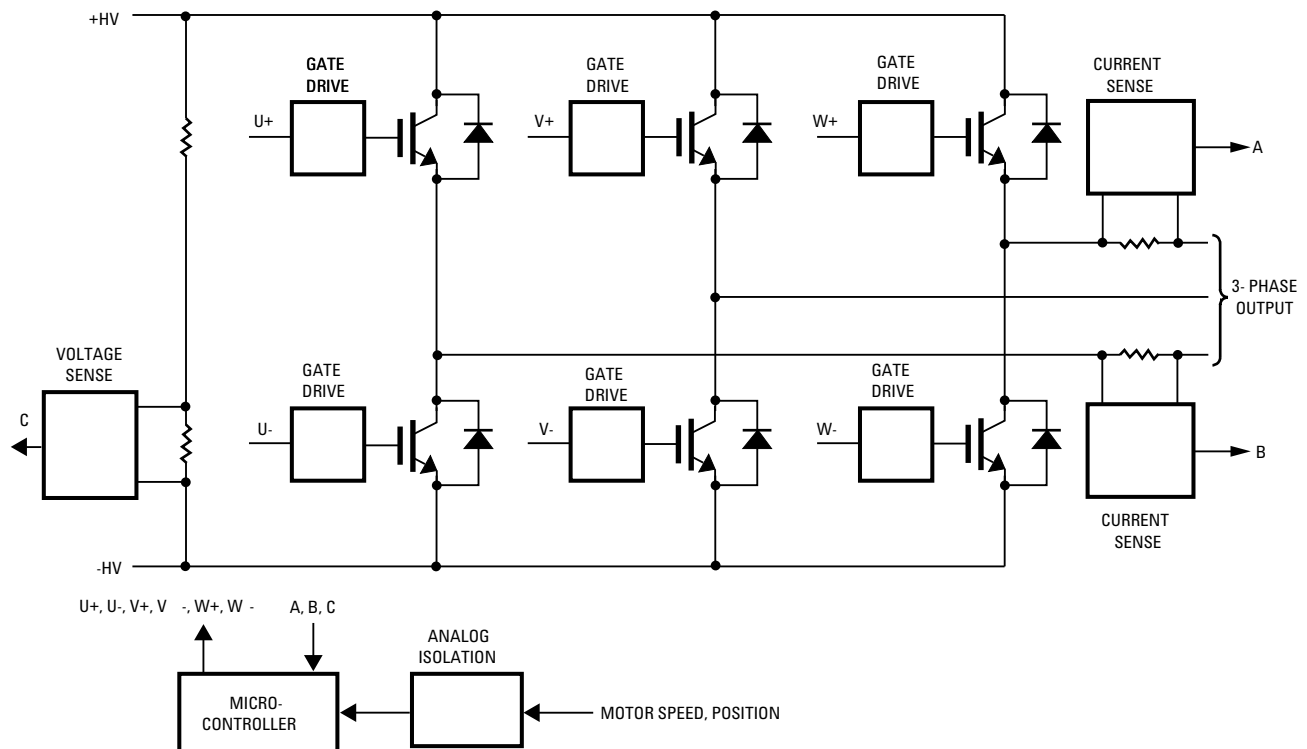 +HV
GATE
DRIVE
U+
GATE
DRIVE
V+
GATE
DRIVE
W+
CURRENT
SENSE
A
3- PHASE
OUTPUT
VOLTAGE
SENSE
C
GATE
DRIVE
U-
GATE
DRIVE
V-
GATE
DRIVE
W-
B
CURRENT
SENSE
-HV
U+, U-, V+, V -, W+, W -
A, B, C
ANALOG
ISOLATION
MICRO-
CONTROLLER
MOTOR SPEED, POSITION